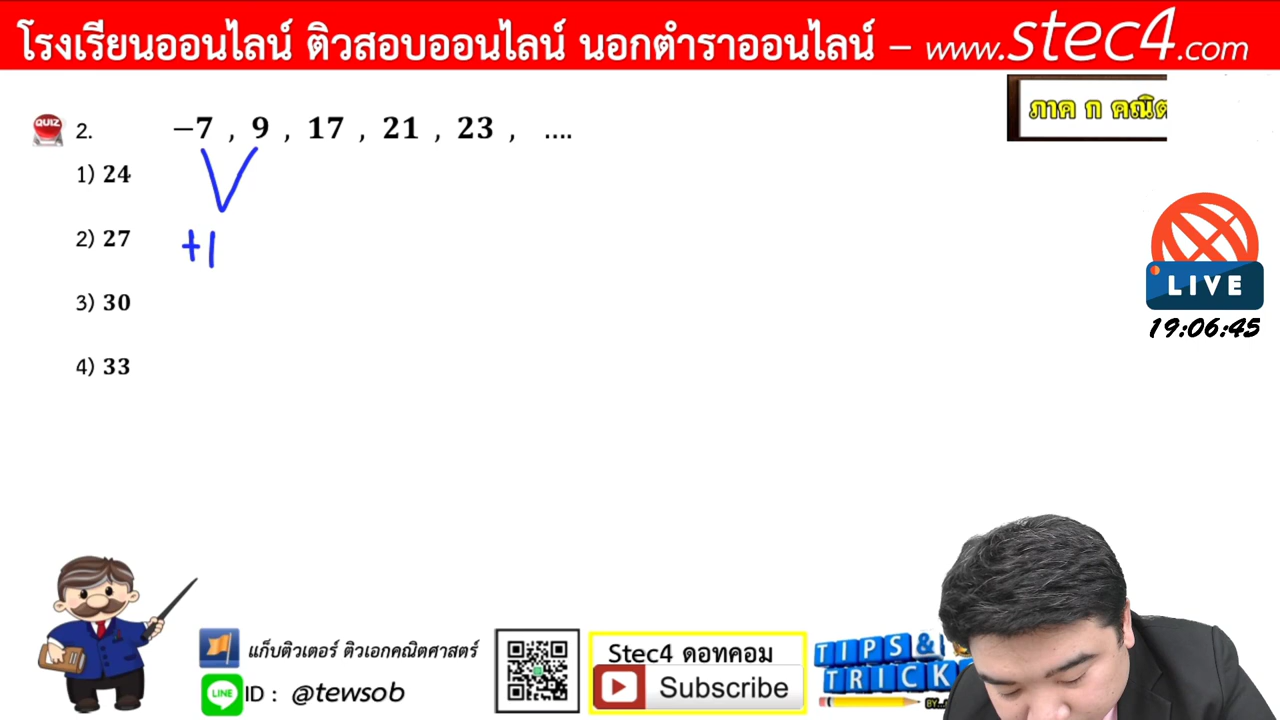 โรงเรียนออนไลน์ ติวสอบออนไลน์ นอกตำราออนไลน์ – www.stec4.com
ภาค ก คณิต
QUIZ 2. −7 , 9 , 17 , 21 , 23 , ....
1) 24
2) 27 +1
3) 30
4) 33
LIVE
19:06:45
แก็บติวเตอร์ ติวเอกคณิตศาสตร์
LINE ID : @tewsob
Stec4 ดอทคอม
Subscribe
TIPS &
TRICK